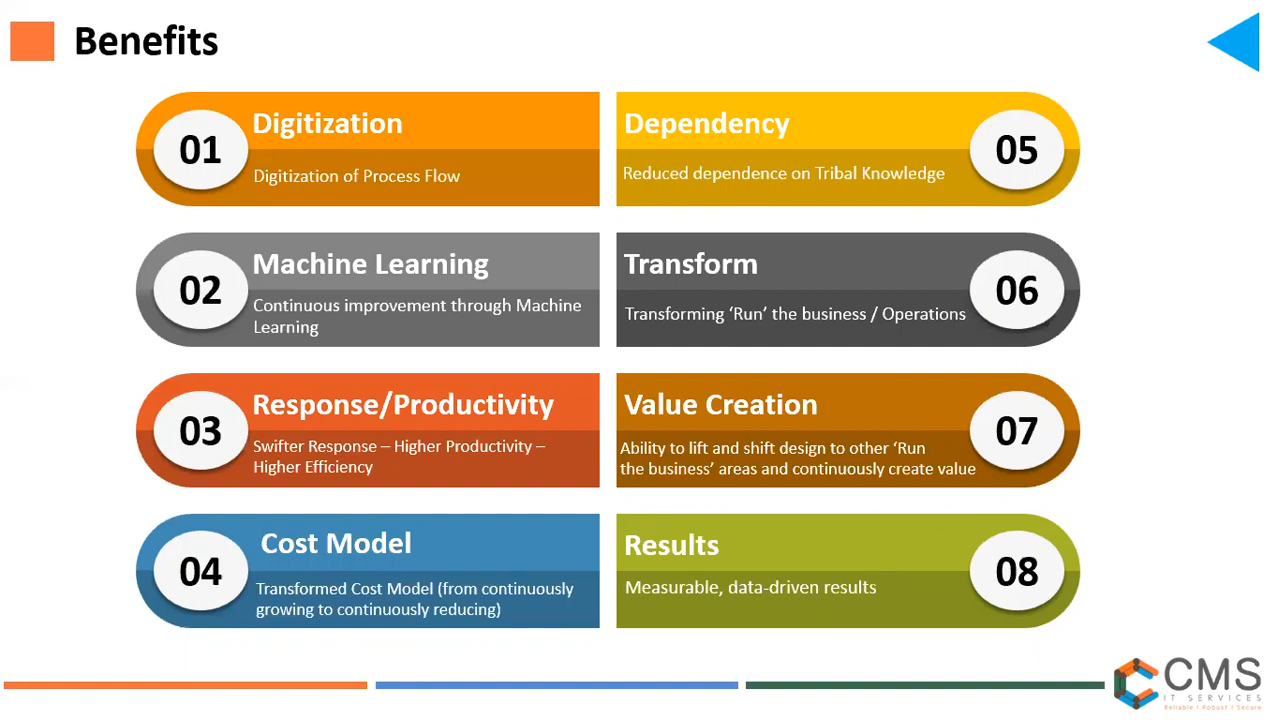 Benefits
01
Digitization
Digitization of Process Flow
02
Machine Learning
Continuous improvement through Machine
Learning
03
Response/Productivity
Swifter Response – Higher Productivity –
Higher Efficiency
04
Cost Model
Transformed Cost Model (from continuously
growing to continuously reducing)
Dependency
Reduced dependence on Tribal Knowledge
05
Transform
Transforming ‘Run’ the business / Operations
06
Value Creation
Ability to lift and shift design to other ‘Run
the business’ areas and continuously create value
07
Results
Measurable, data-driven results
08
CMS
IT SERVICES
Reliable | Robust | Secure